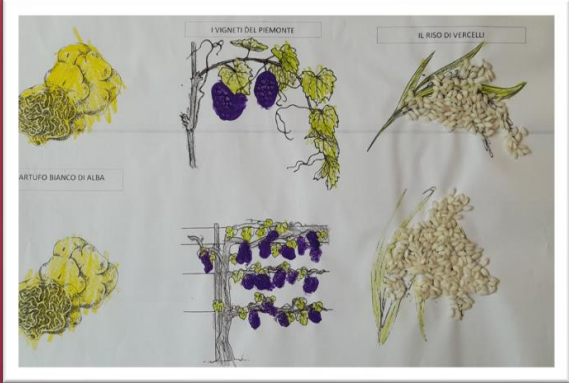 I VIGNETI DEL PIEMONTE
IL RISO DI VERCELLI
ARTUFO BIANCO DI ALBA